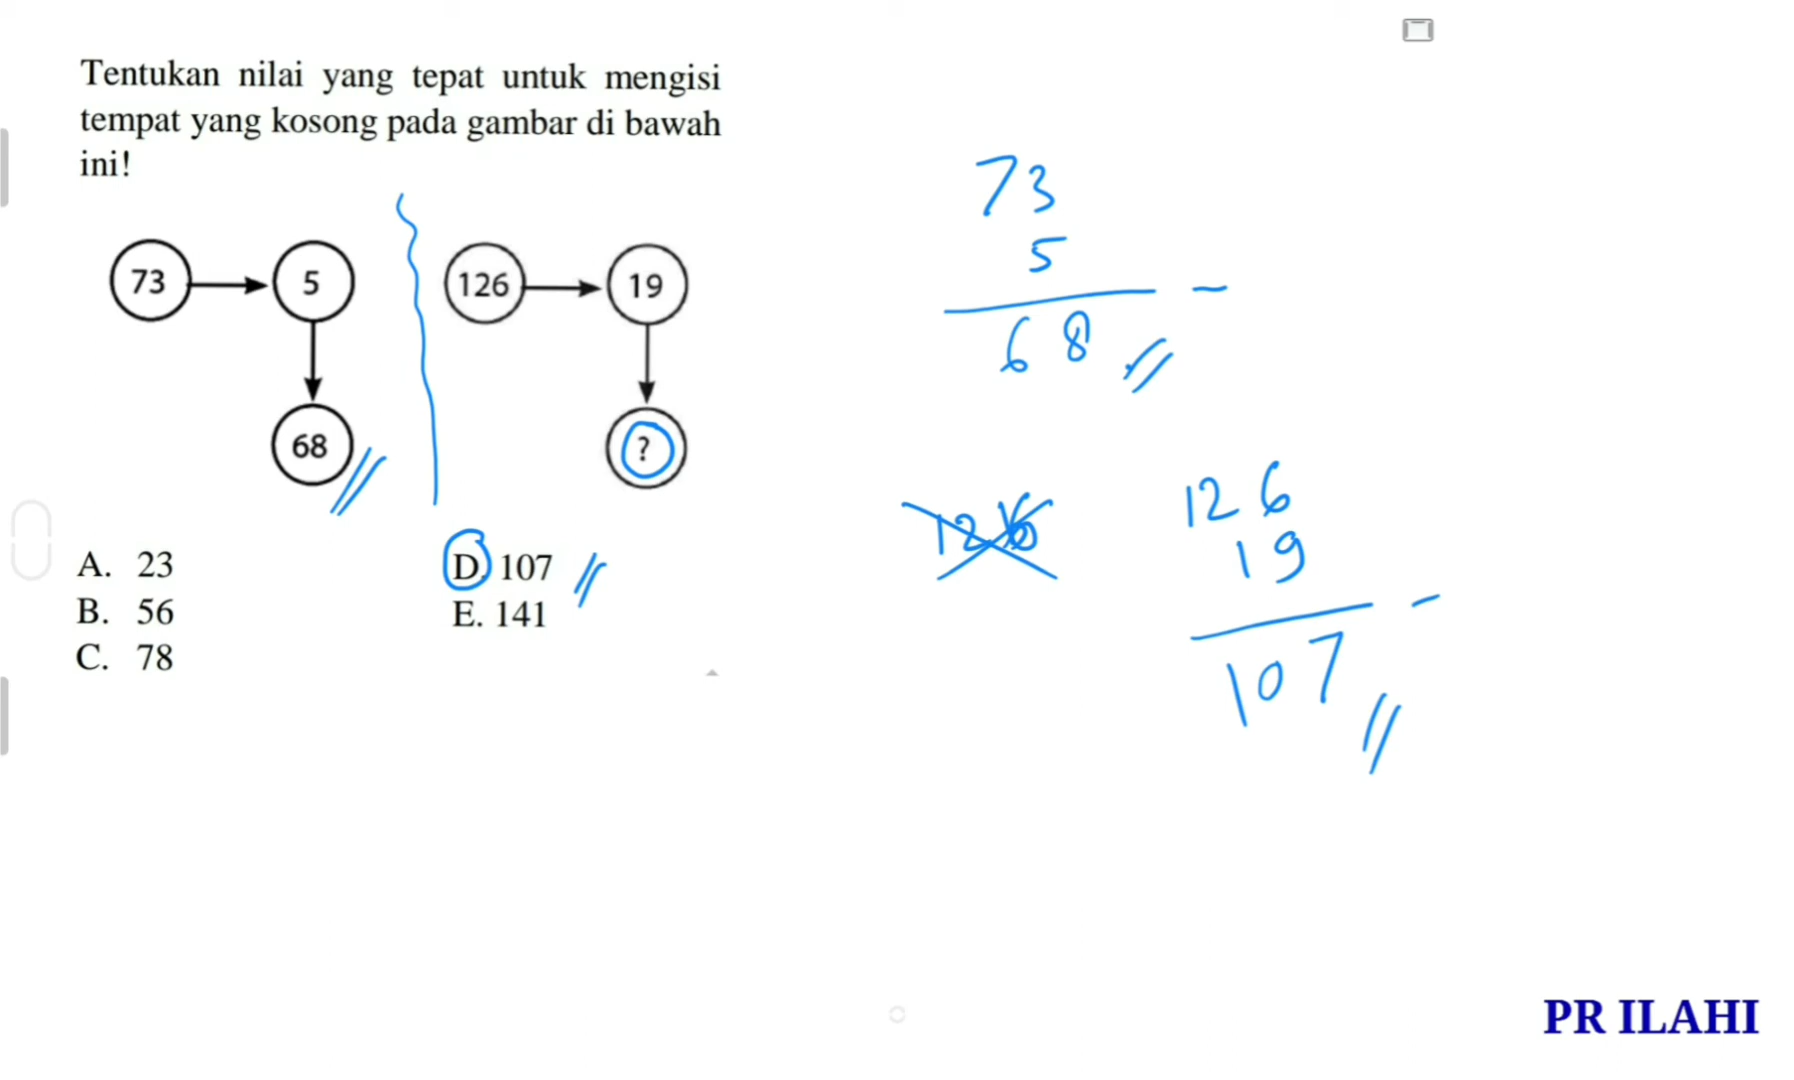 Tentukan nilai yang tepat untuk mengisi
tempat yang kosong pada gambar di bawah
ini!
73
5
68
126
19
?
A. 23
B. 56
C. 78
D. 107
E. 141
73
5
68
126
126
19
107
PR ILAHI